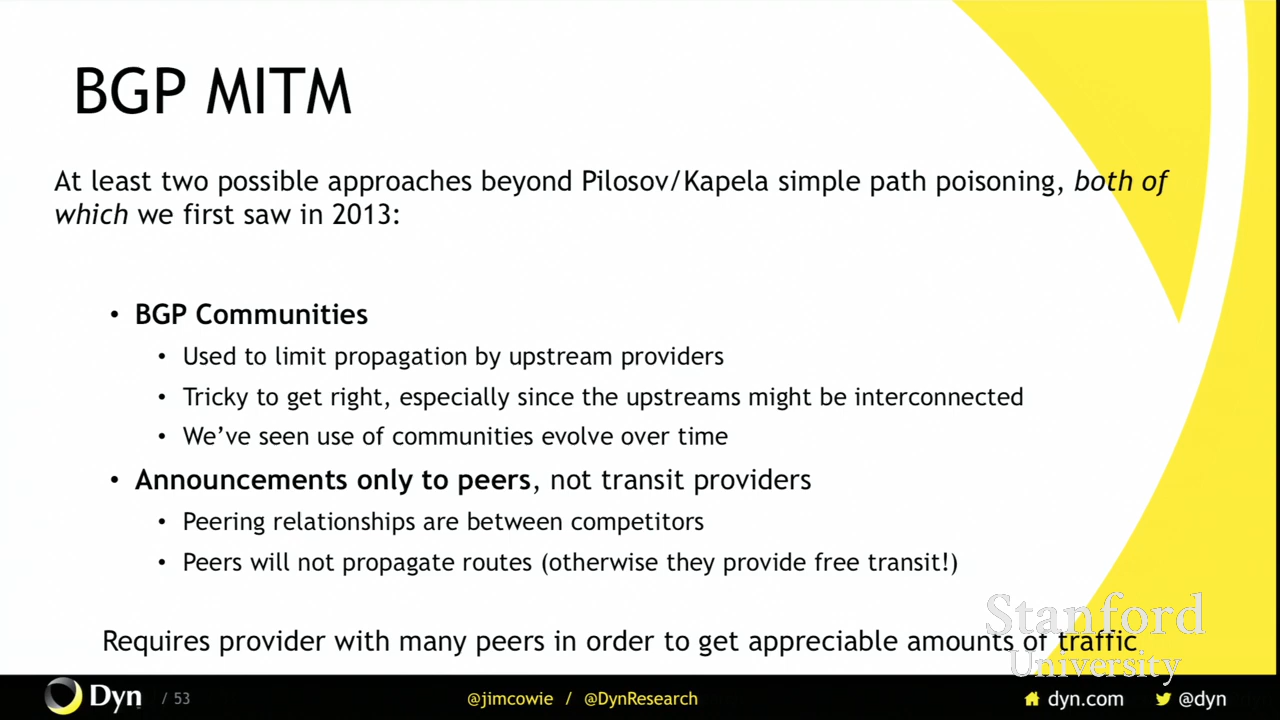 BGP MITM
At least two possible approaches beyond Pilosov/Kapela simple path poisoning, both of
which we first saw in 2013:
• BGP Communities
• Used to limit propagation by upstream providers
• Tricky to get right, especially since the upstreams might be interconnected
• We’ve seen use of communities evolve over time
• Announcements only to peers, not transit providers
• Peering relationships are between competitors
• Peers will not propagate routes (otherwise they provide free transit!)
Requires provider with many peers in order to get appreciable amounts of traffic
Stanford
University
Dyn / 53 @jimcowie / @DynResearch dyn.com @dyn